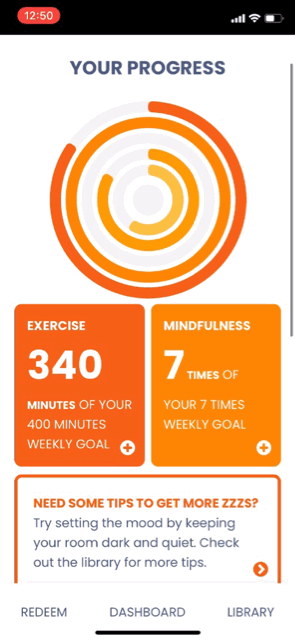 12:50
YOUR PROGRESS
EXERCISE
340
MINUTES OF YOUR
400 MINUTES
WEEKLY GOAL
MINDFULNESS
7 TIMES OF
YOUR 7 TIMES
WEEKLY GOAL
NEED SOME TIPS TO GET MORE ZZZS?
Try setting the mood by keeping
your room dark and quiet. Check
out the library for more tips.
REDEEM DASHBOARD LIBRARY